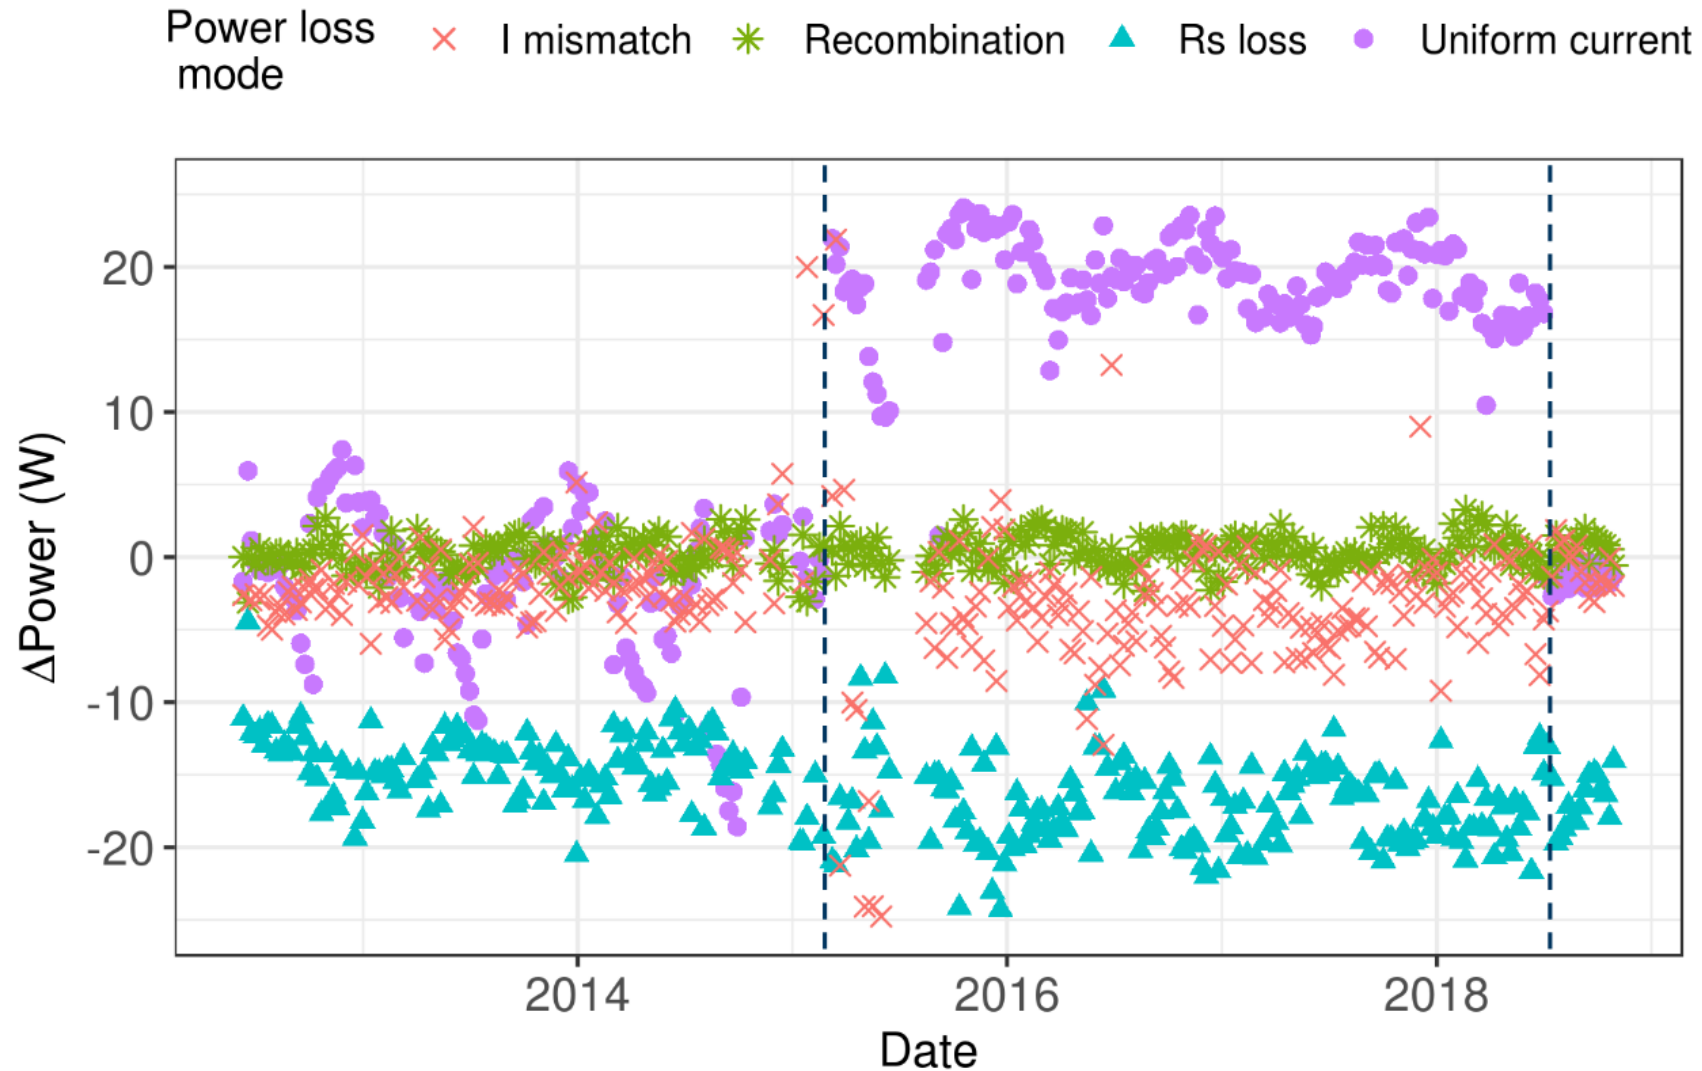 Power loss
mode
I mismatch
Recombination
Rs loss
Uniform current
ΔPower (W)
20
10
0
-10
-20
2014
2016
2018
Date